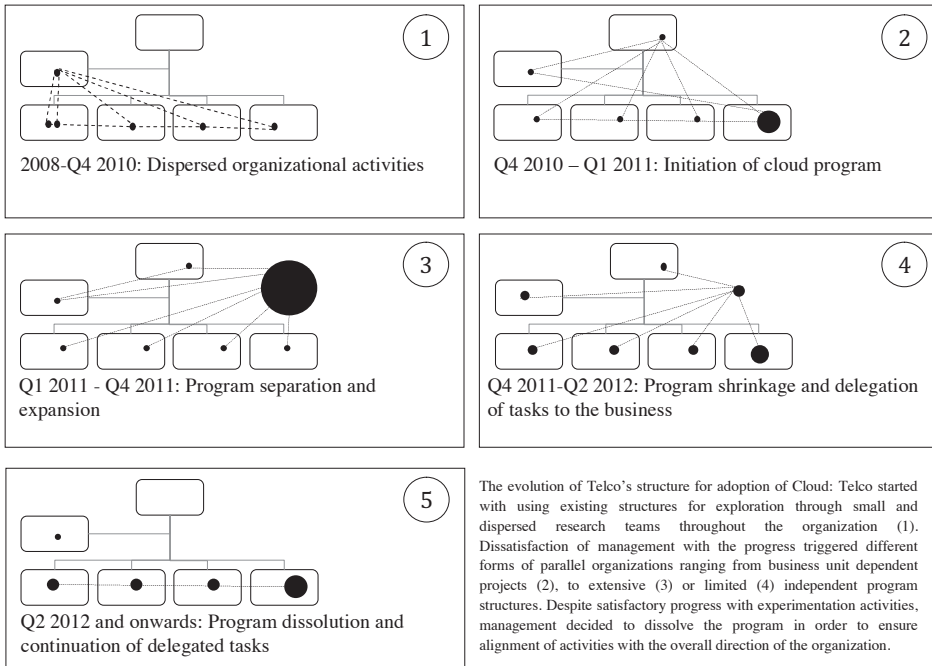 1
2008-Q4 2010: Dispersed organizational activities
2
Q4 2010 – Q1 2011: Initiation of cloud program
3
Q1 2011 - Q4 2011: Program separation and
expansion
4
Q4 2011-Q2 2012: Program shrinkage and delegation
of tasks to the business
5
Q2 2012 and onwards: Program dissolution and
continuation of delegated tasks
The evolution of Telco’s structure for adoption of Cloud: Telco started
with using existing structures for exploration through small and
dispersed research teams throughout the organization (1).
Dissatisfaction of management with the progress triggered different
forms of parallel organizations ranging from business unit dependent
projects (2), to extensive (3) or limited (4) independent program
structures. Despite satisfactory progress with experimentation activities,
management decided to dissolve the program in order to ensure
alignment of activities with the overall direction of the organization.